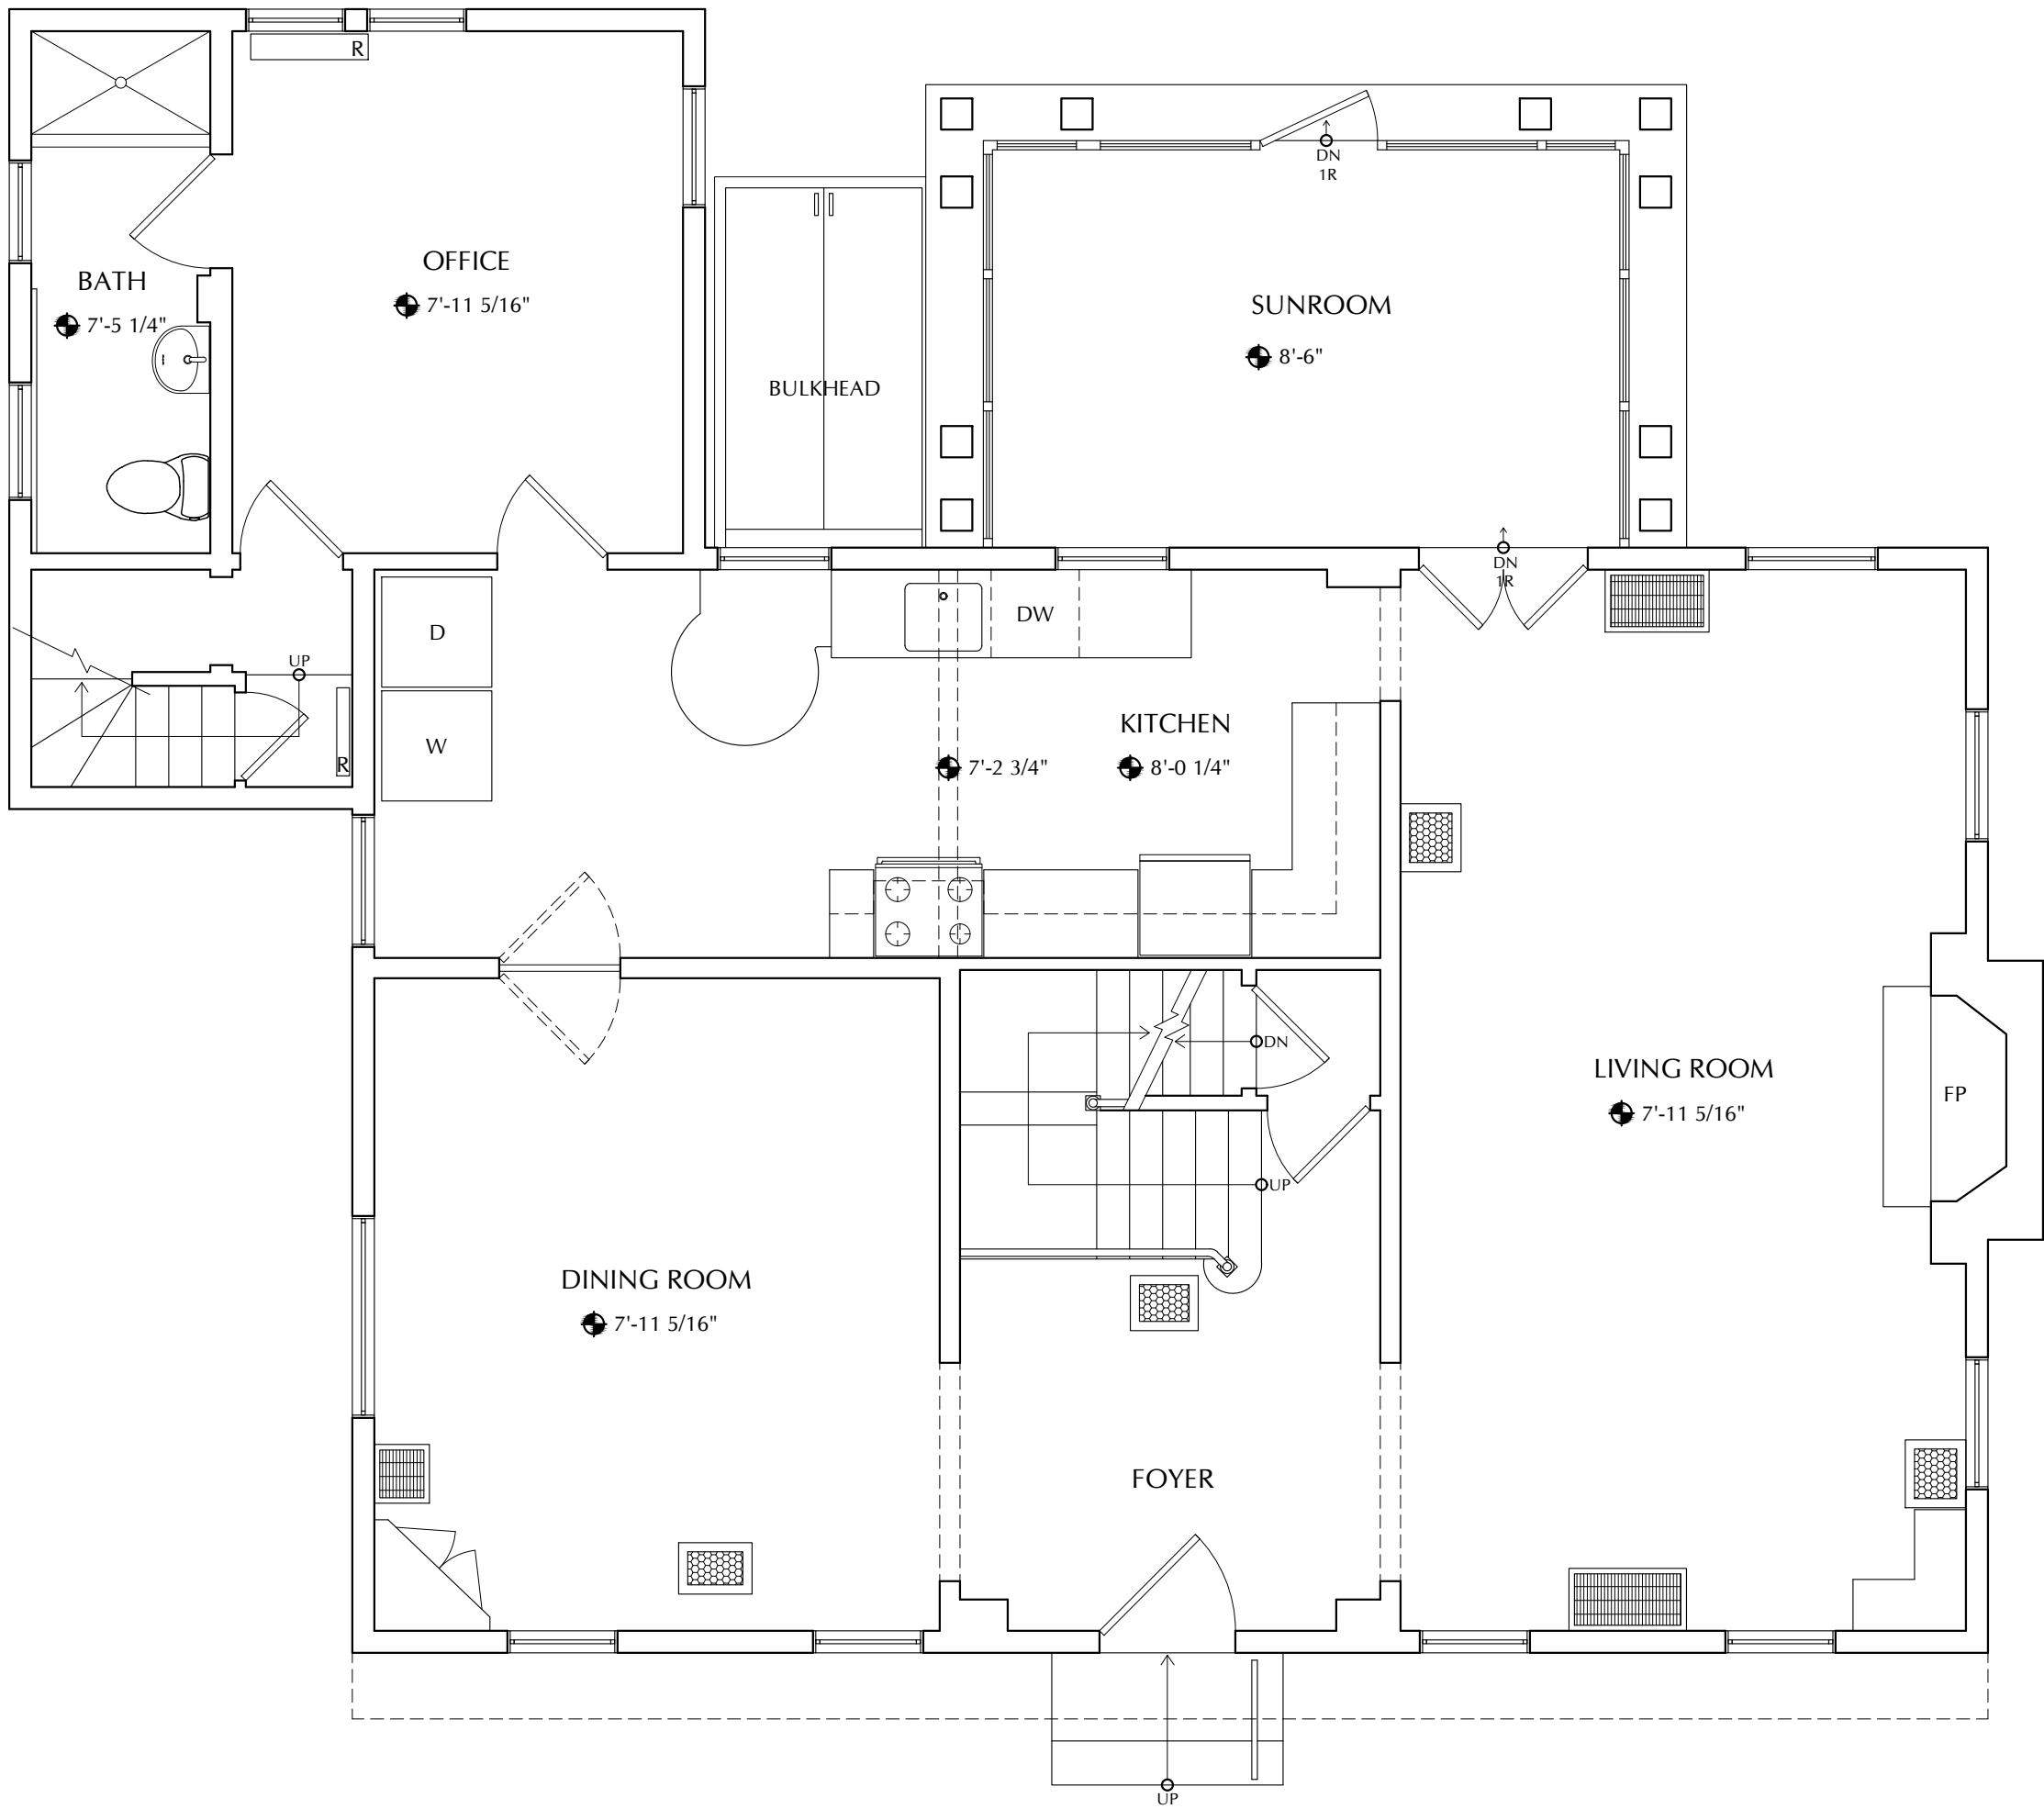 R
OFFICE
7'-11 5/16"
BATH
7'-5 1/4"
DN
1R
SUNROOM
8'-6"
BULKHEAD
DN
1R
D
DW
UP
W
R
KITCHEN
7'-2 3/4"
8'-0 1/4"
DN
LIVING ROOM
7'-11 5/16"
FP
UP
DINING ROOM
7'-11 5/16"
FOYER
UP